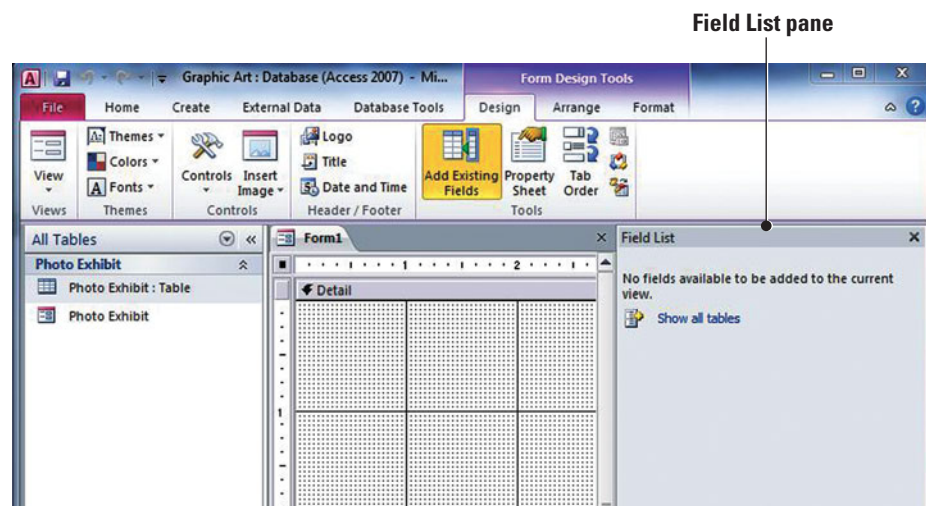 Field List pane
A
Graphic Art : Database (Access 2007) - Mi...
Form Design Tools
File Home Create External Data Database Tools Design Arrange Format
View
Themes
Colors
A Fonts
Controls
Insert
Image
Logo
Title
Date and Time
Add Existing
Fields
Property
Sheet
Tab
Order
Views Themes Controls Header / Footer Tools
All Tables
Photo Exhibit
Photo Exhibit : Table
Photo Exhibit
Form1
1 2
Detail
1
Field List
No fields available to be added to the current
view.
Show all tables